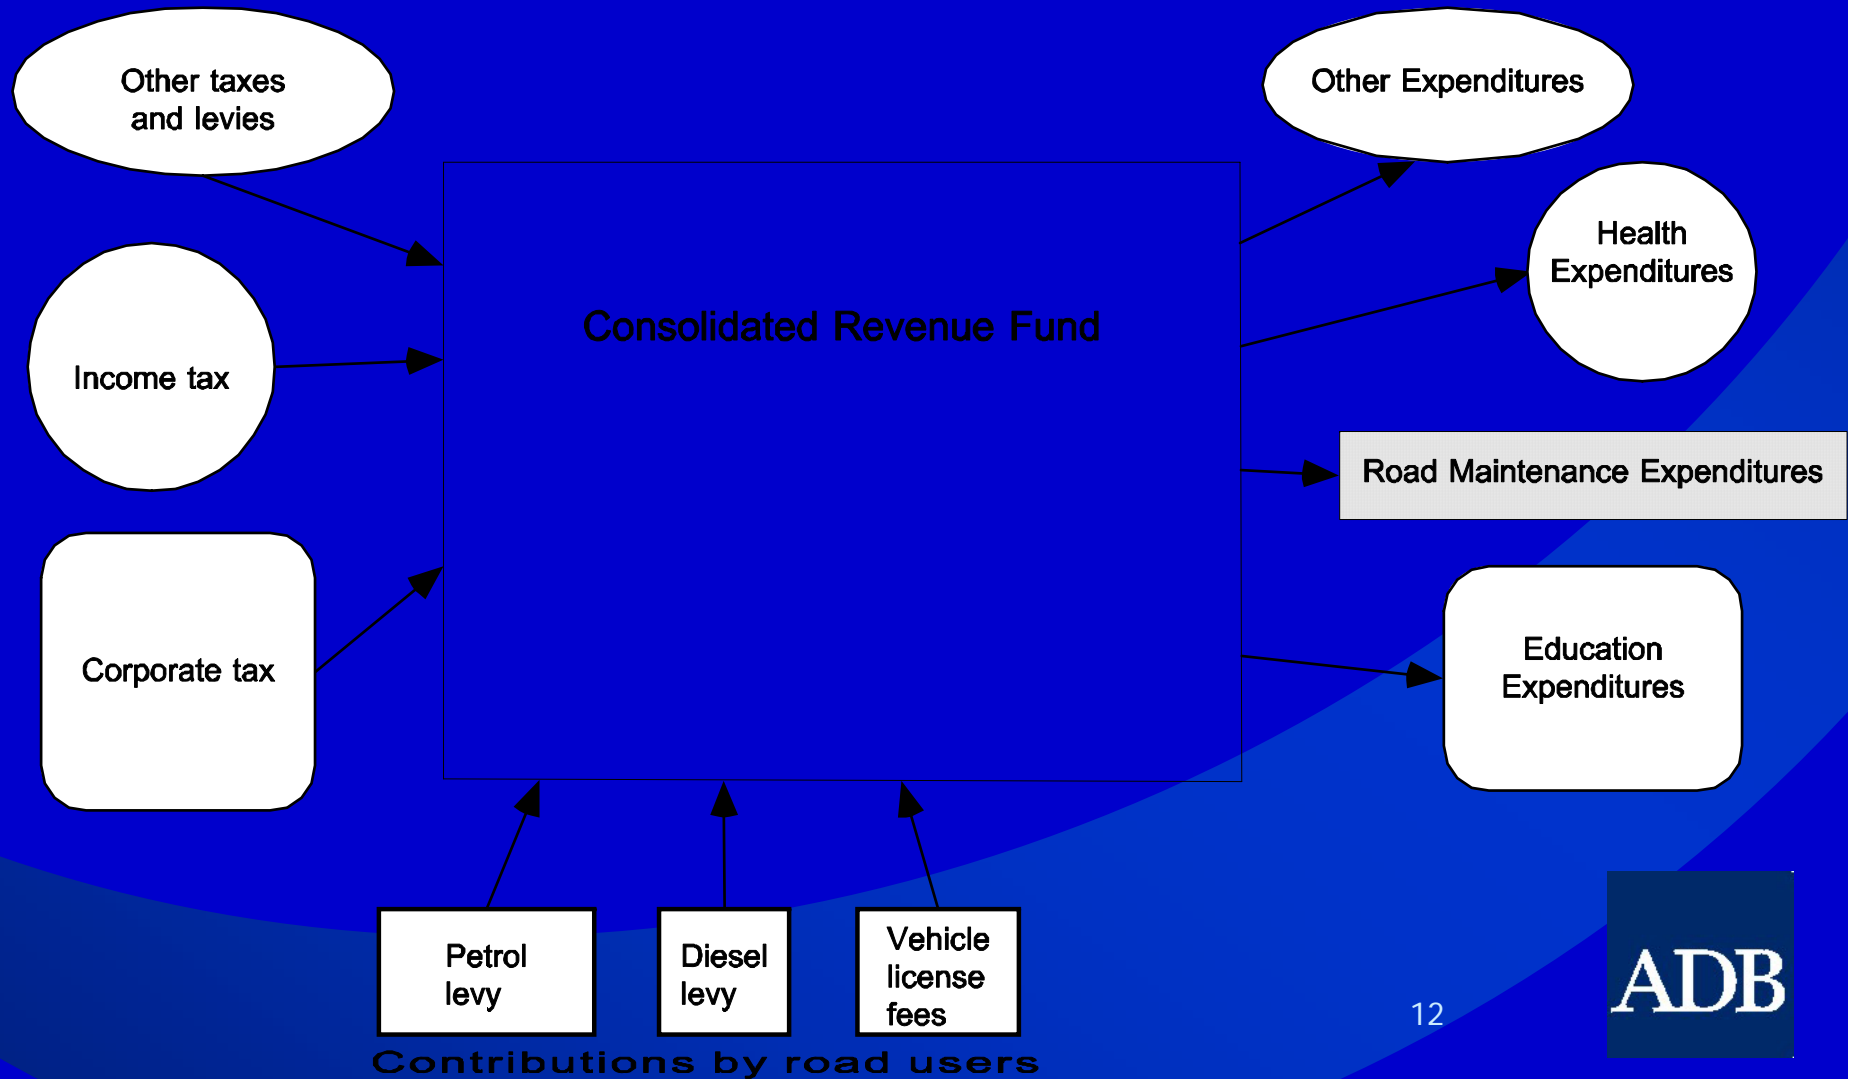 Other taxes
and levies
Other Expenditures
Health
Expenditures
Consolidated Revenue Fund
Income tax
Road Maintenance Expenditures
Corporate tax
Education
Expenditures
Petrol
levy
Diesel
levy
Vehicle
license
fees
Contributions by road users
12
ADB